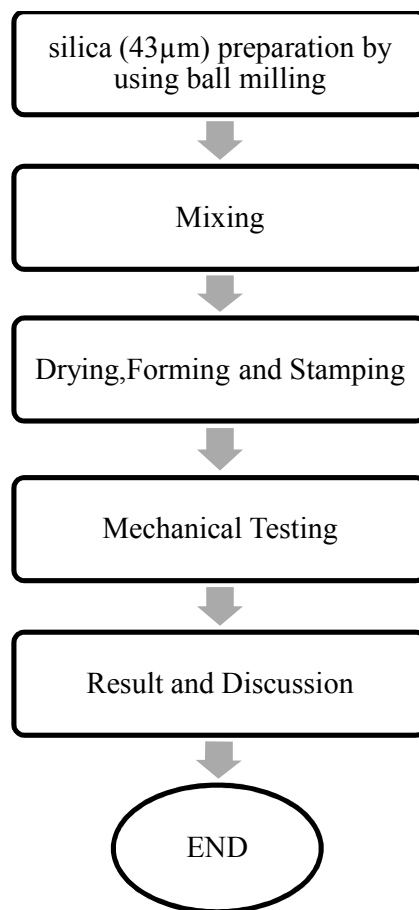 silica (43µm) preparation by
using ball milling
Mixing
Drying,Forming and Stamping
Mechanical Testing
Result and Discussion
END